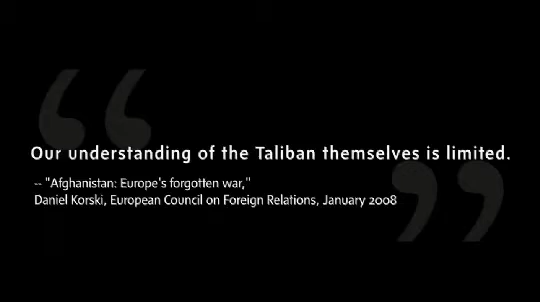 Our understanding of the Taliban themselves is limited.
-- "Afghanistan: Europe's forgotten war,"
Daniel Korski, European Council on Foreign Relations, January 2008